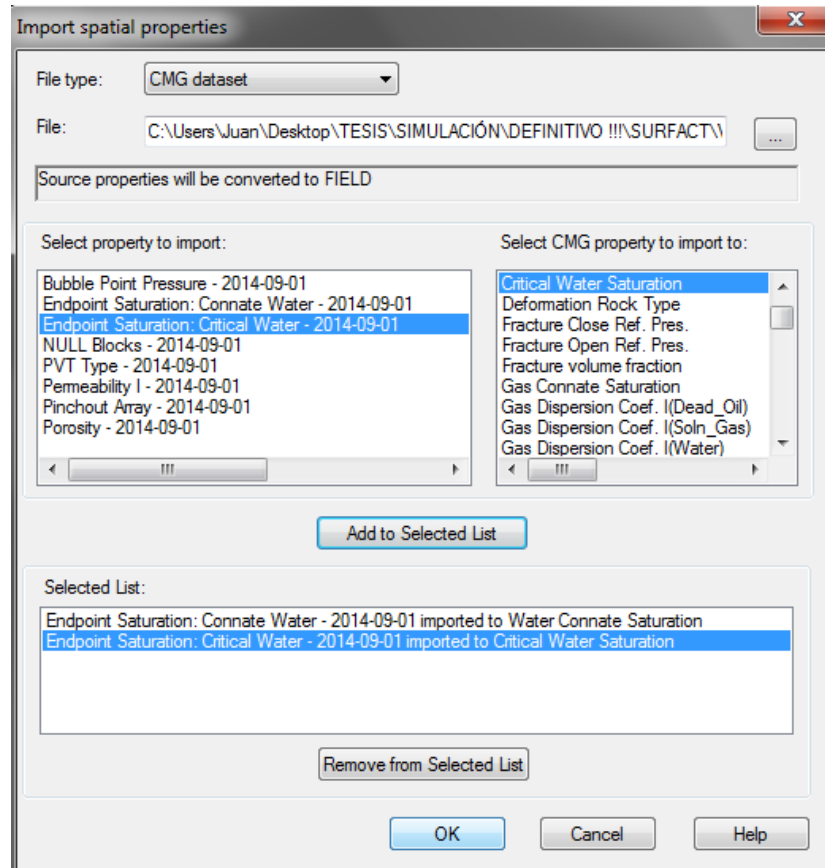 Import spatial properties
File type: CMG dataset
File: C:\Users\Juan\Desktop\TESIS\SIMULACIÓN\DEFINITIVO !!!\SURFACT\ ...
Source properties will be converted to FIELD
Select property to import:
Bubble Point Pressure - 2014-09-01
Endpoint Saturation: Connate Water - 2014-09-01
Endpoint Saturation: Critical Water - 2014-09-01
NULL Blocks - 2014-09-01
PVT Type - 2014-09-01
Permeability I - 2014-09-01
Pinchout Array - 2014-09-01
Porosity - 2014-09-01
Select CMG property to import to:
Critical Water Saturation
Deformation Rock Type
Fracture Close Ref. Pres.
Fracture Open Ref. Pres.
Fracture volume fraction
Gas Connate Saturation
Gas Dispersion Coef. I(Dead_Oil)
Gas Dispersion Coef. I(Soln_Gas)
Gas Dispersion Coef. I(Water)
Add to Selected List
Selected List:
Endpoint Saturation: Connate Water - 2014-09-01 imported to Water Connate Saturation
Endpoint Saturation: Critical Water - 2014-09-01 imported to Critical Water Saturation
Remove from Selected List
OK Cancel Help